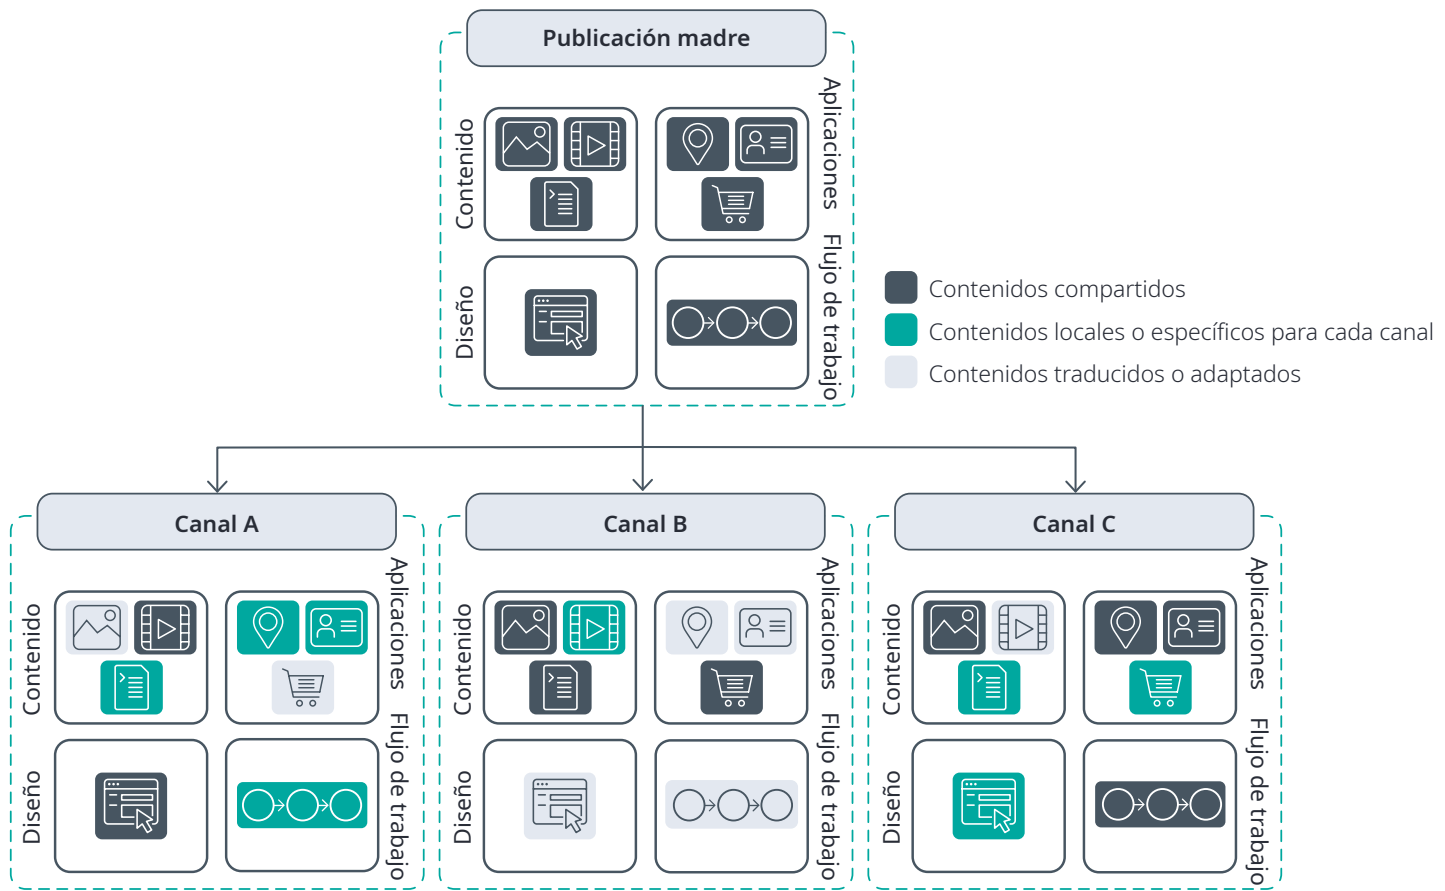 Publicación madre
Contenido
Aplicaciones
Diseño
Flujo de trabajo
Contenidos compartidos
Contenidos locales o específicos para cada canal
Contenidos traducidos o adaptados
Canal A
Contenido
Aplicaciones
Diseño
Flujo de trabajo
Canal B
Contenido
Aplicaciones
Diseño
Flujo de trabajo
Canal C
Contenido
Aplicaciones
Diseño
Flujo de trabajo